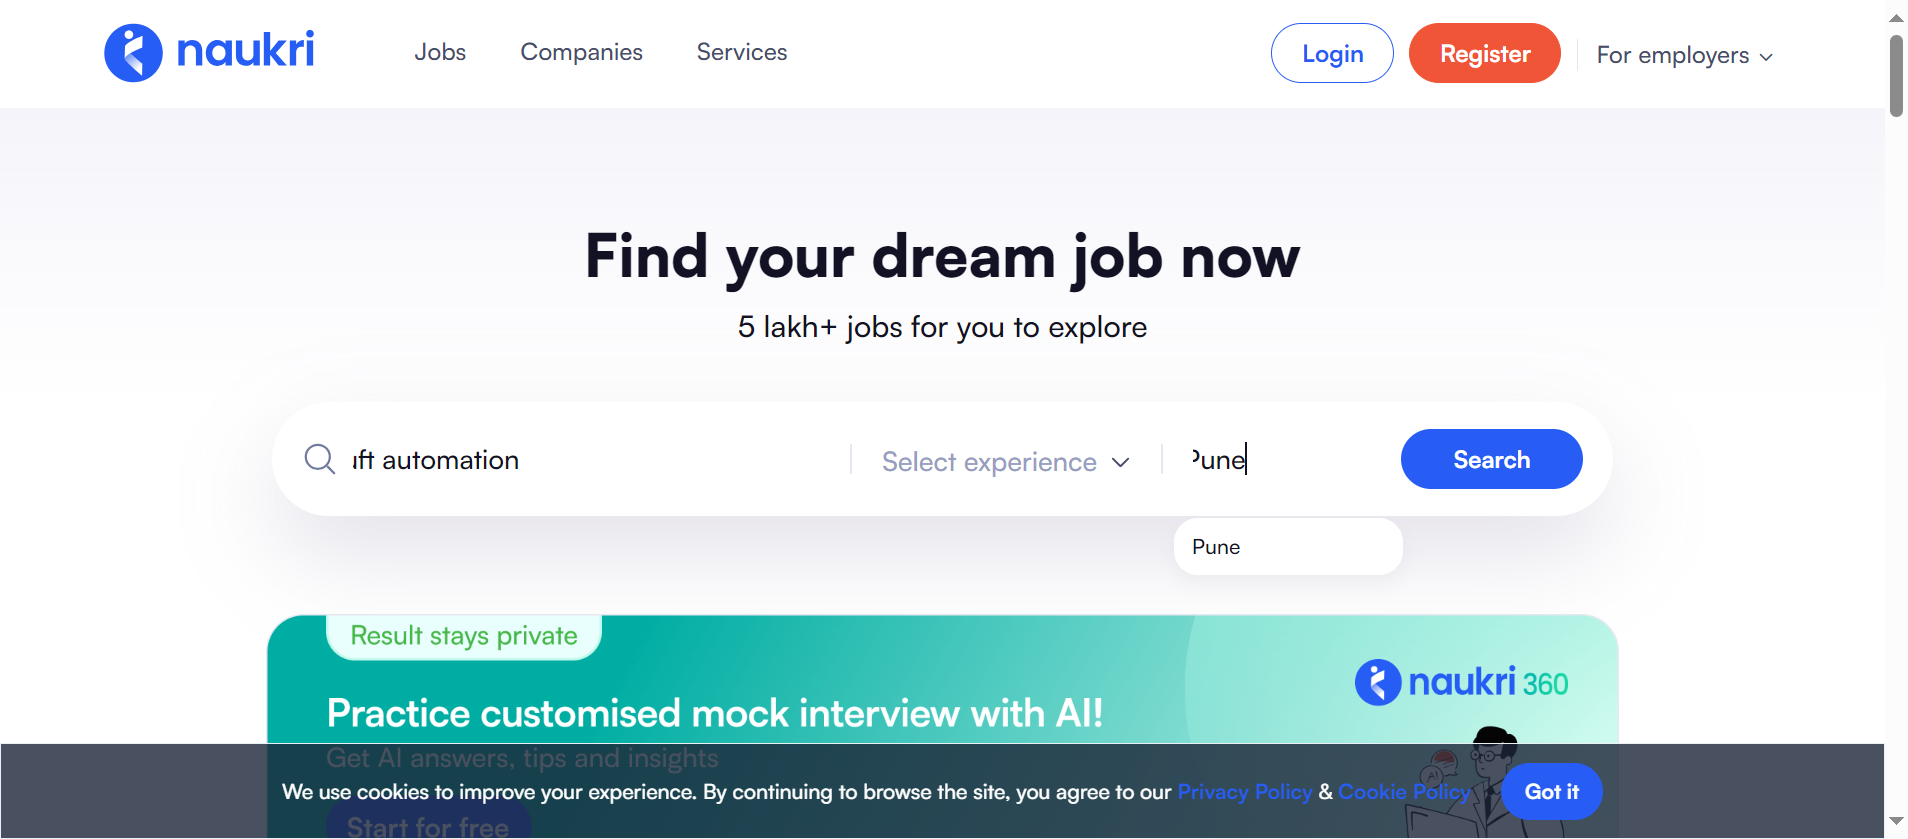 naukri Jobs Companies Services Login Register For employers
Find your dream job now
5 lakh+ jobs for you to explore
uft automation Select experience Pune Search
Pune
Result stays private
naukri 360
Practice customised mock interview with AI!
Get AI answers, tips and insights
AI
We use cookies to improve your experience. By continuing to browse the site, you agree to our Privacy Policy & Cookie Policy Got it
Start for free